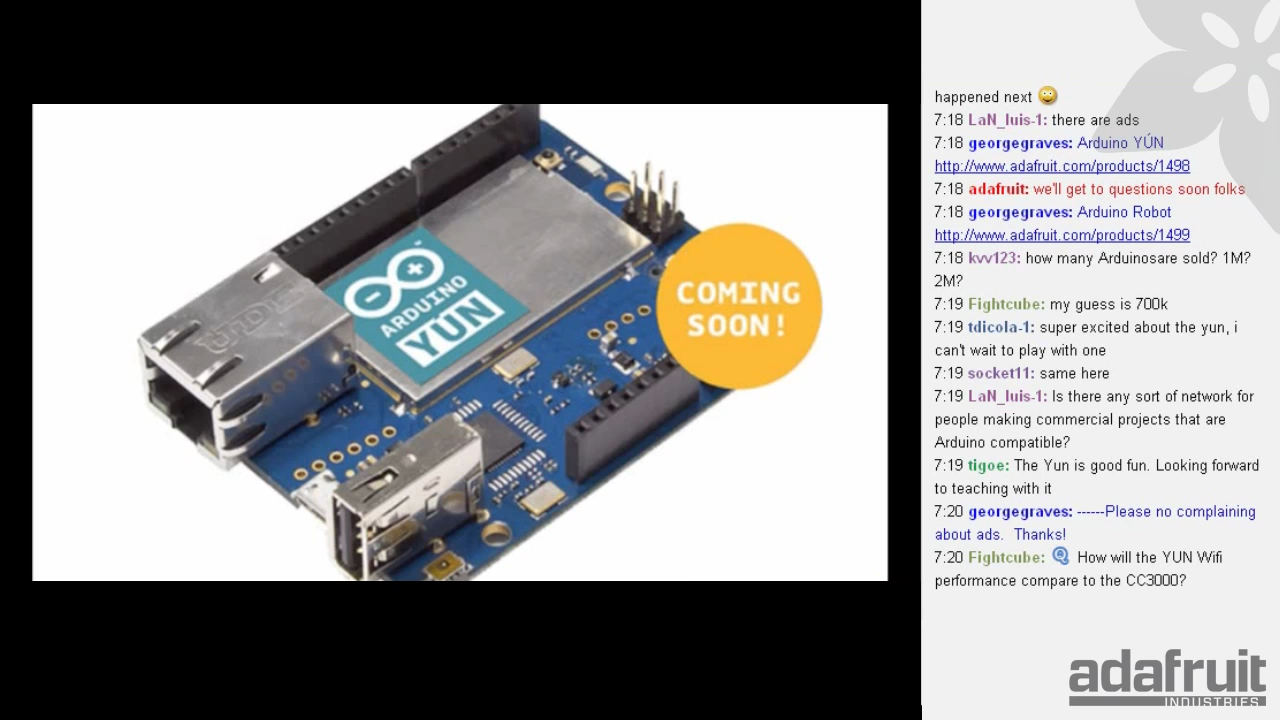 ARDUINO
YÚN
COMING
SOON!
happened next
7:18 LaN_luis-1: there are ads
7:18 georgegraves: Arduino YÚN
http://www.adafruit.com/products/1498
7:18 adafruit: we'll get to questions soon folks
7:18 georgegraves: Arduino Robot
http://www.adafruit.com/products/1499
7:18 kvv123: how many Arduinosare sold? 1M?
2M?
7:19 Fightcube: my guess is 700k
7:19 tdicola-1: super excited about the yun, i
can't wait to play with one
7:19 socket11: same here
7:19 LaN_luis-1: Is there any sort of network for
people making commercial projects that are
Arduino compatible?
7:19 tigoe: The Yun is good fun. Looking forward
to teaching with it
7:20 georgegraves: ------Please no complaining
about ads.  Thanks!
7:20 Fightcube: How will the YUN Wifi
performance compare to the CC3000?
adafruit
INDUSTRIES